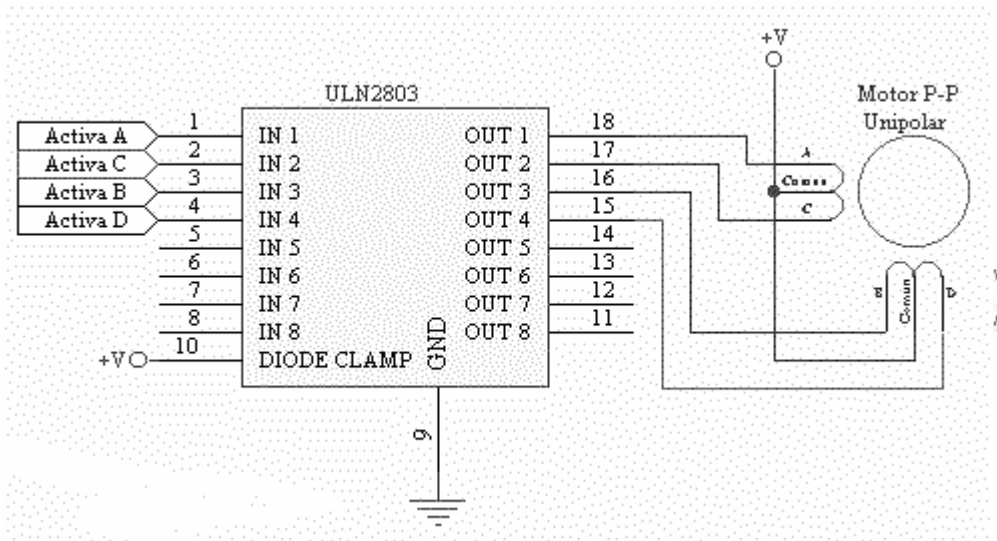 +V
ULN2803
Motor P-P
Unipolar
Activa A
Activa C
Activa B
Activa D
1
2
3
4
5
6
7
8
10
+V
IN 1
IN 2
IN 3
IN 4
IN 5
IN 6
IN 7
IN 8
DIODE CLAMP
GND
9
OUT 1
OUT 2
OUT 3
OUT 4
OUT 5
OUT 6
OUT 7
OUT 8
18
17
16
15
14
13
12
11
A
Comun
C
B
Comun
D